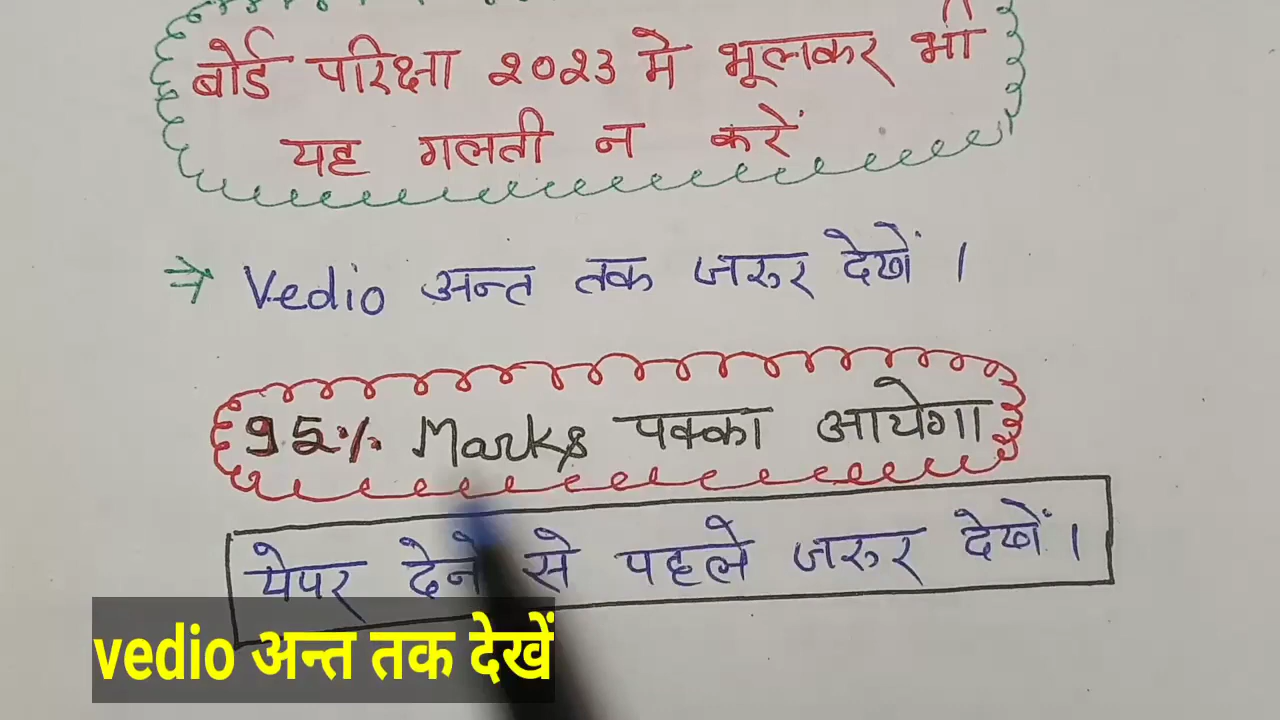 बोर्ड परिक्षा २०२३ मे भूलकर भी
यह गलती न करें
→ Vedio अन्त तक जरुर देखें ।
95% Marks पक्का आयेगा
पेपर देने से पहले जरुर देखें ।
vedio अन्त तक देखें